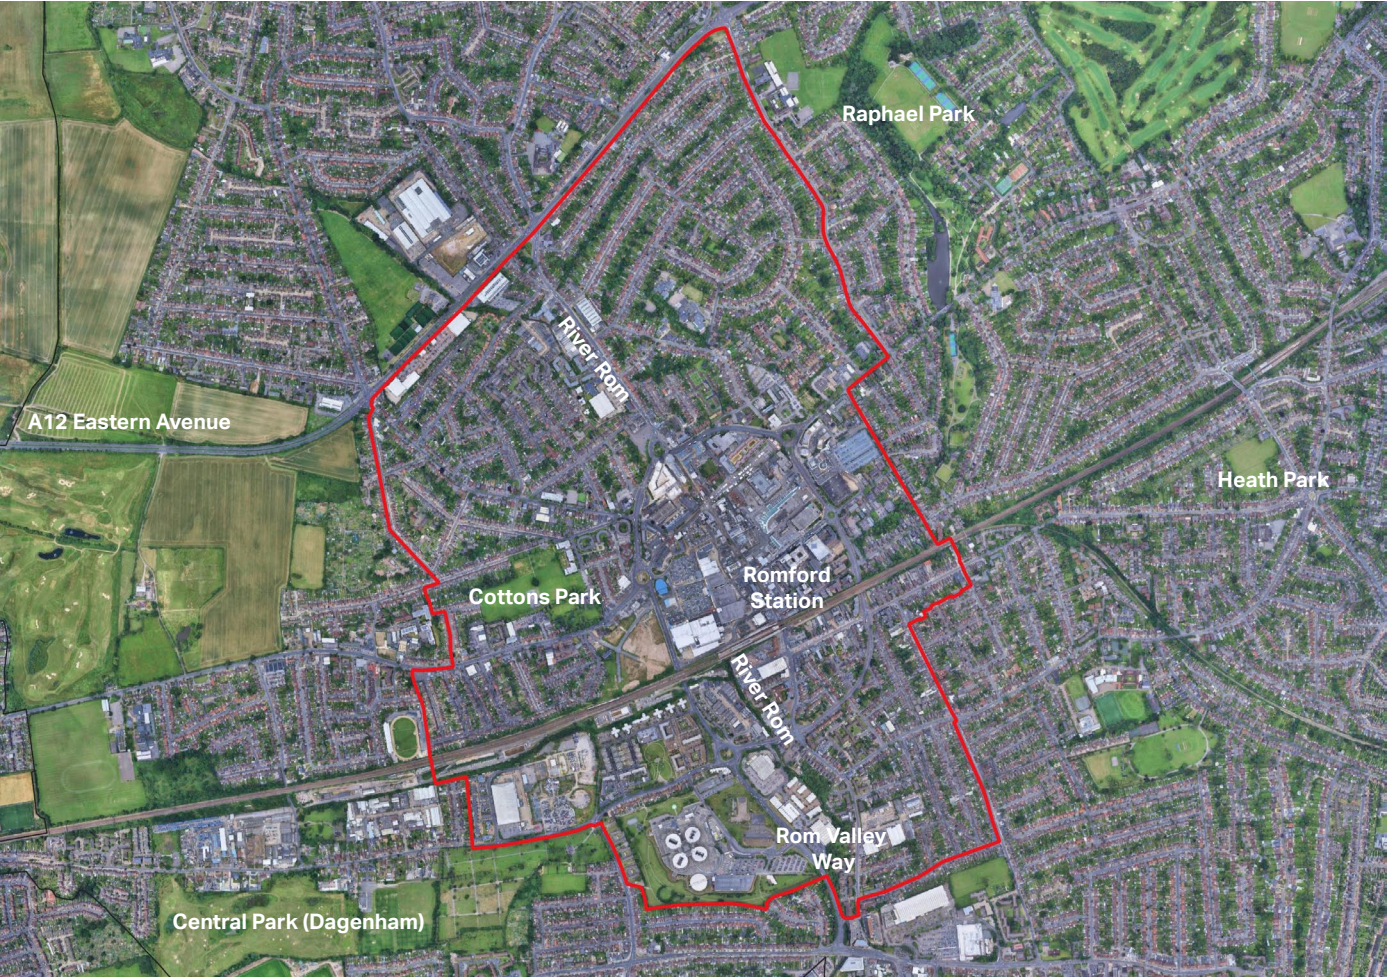 Raphael Park
River Rom
A12 Eastern Avenue
Heath Park
Romford
Station
Cottons Park
River Rom
Rom Valley
Way
Central Park (Dagenham)